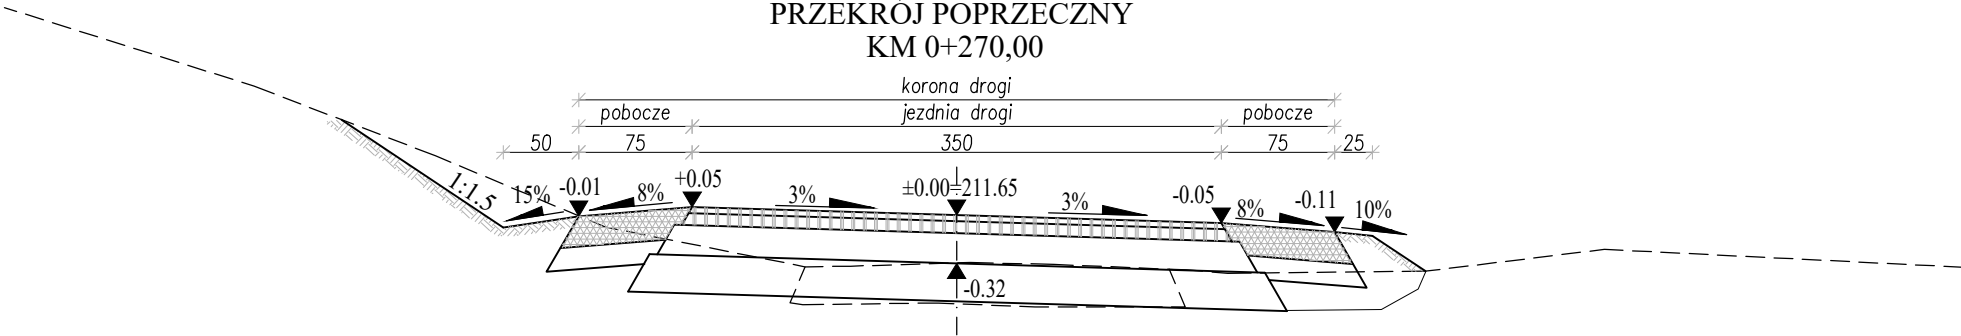 PRZEKRÓJ POPRZECZNY
KM 0+270,00
korona drogi
pobocze jezdnia drogi pobocze
50 75 350 75 25
1:1.5 15% -0.01 8% +0.05 3% ±0.00=211.65 3% -0.05 8% -0.11 10%
-0.32